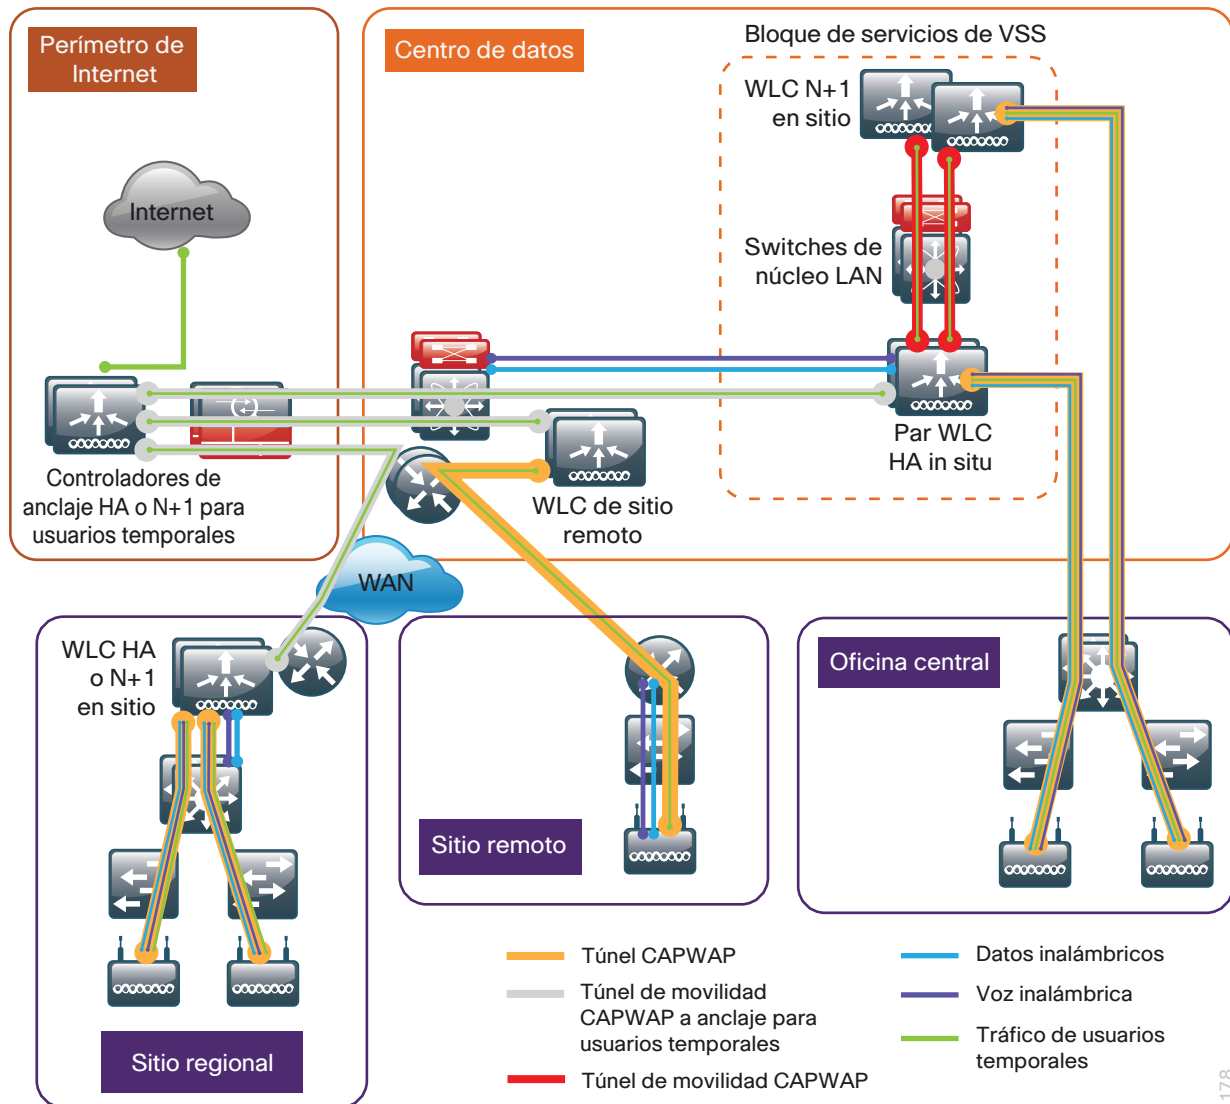 Perímetro de
Internet
Centro de datos
Bloque de servicios de VSS
WLC N+1
en sitio
Internet
Switches de
núcleo LAN
Controladores de
anclaje HA o N+1 para
usuarios temporales
WLC de sitio
remoto
Par WLC
HA in situ
WAN
WLC HA
o N+1
en sitio
Oficina central
Sitio remoto
Sitio regional
Túnel CAPWAP
Túnel de movilidad
CAPWAP a anclaje para
usuarios temporales
Túnel de movilidad CAPWAP
Datos inalámbricos
Voz inalámbrica
Tráfico de usuarios
temporales
178